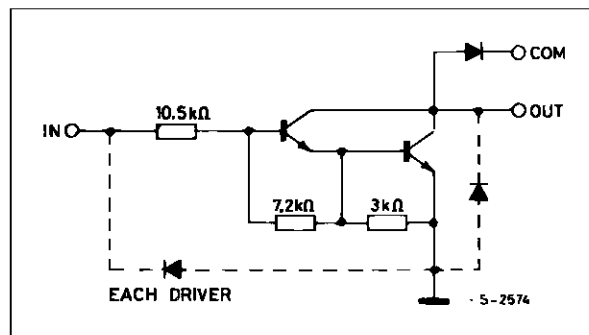 COM
10.5kΩ
IN
OUT
7.2kΩ
3kΩ
EACH DRIVER
S-2574